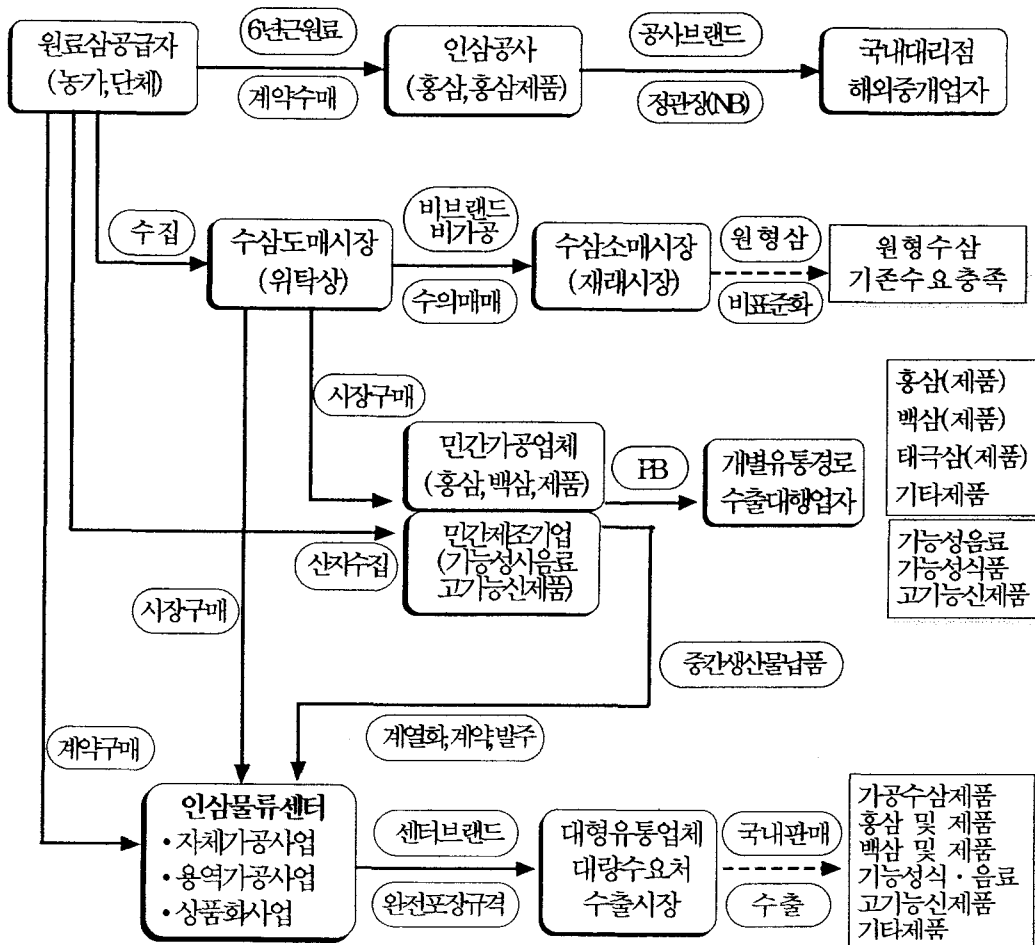 원료삼공급자
(농가,단체)
6년근원료
계약수매
인삼공사
(홍삼,홍삼제품)
공사브랜드
정관장(NB)
국내대리점
해외중개업자
수집
수삼도매시장
(위탁상)
비브랜드
비가공
수의매매
수삼소매시장
(재래시장)
원형삼
비표준화
원형수삼
기존수요충족
시장구매
민간가공업체
(홍삼,백삼,제품)
PB
개별유통경로
수출대행업자
홍삼(제품)
백삼(제품)
태극삼(제품)
기타제품
산지수집
민간제조기업
(기능성시음료
고기능신제품)
기능성음료
기능성식품
고기능신제품
시장구매
중간생산물납품
계약구매
계열화,계약,발주
인삼물류센터
• 자체가공사업
• 용역가공사업
• 상품화사업
센터브랜드
완전포장규격
대형유통업체
대량수요처
수출시장
국내판매
수출
가공수삼제품
홍삼 및 제품
백삼 및 제품
기능성식 · 음료
고기능신제품
기타제품